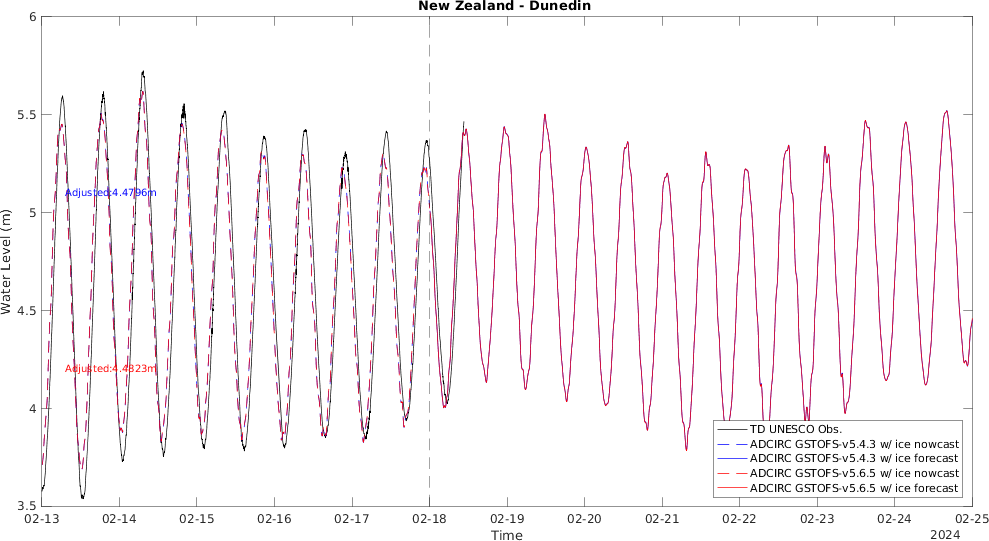 New Zealand - Dunedin
6
5.5
5
4.5
4
3.5
Water Level (m)
Adjusted:4.4796m
Adjusted:4.4323m
TD UNESCO Obs.
ADCIRC GSTOFS-v5.4.3 w/ ice nowcast
ADCIRC GSTOFS-v5.4.3 w/ ice forecast
ADCIRC GSTOFS-v5.6.5 w/ ice nowcast
ADCIRC GSTOFS-v5.6.5 w/ ice forecast
02-13 02-14 02-15 02-16 02-17 02-18 02-19 02-20 02-21 02-22 02-23 02-24 02-25
Time
2024